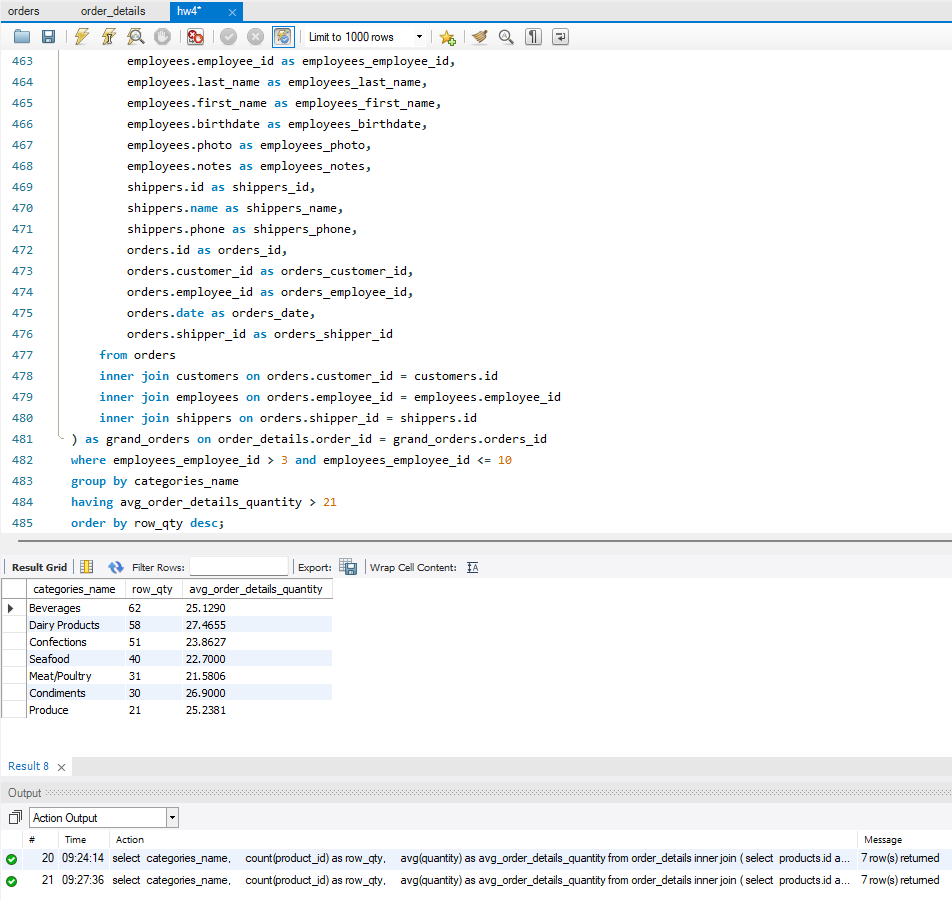 orders order_details hw4*
Limit to 1000 rows
463 employees.employee_id as employees_employee_id,
464 employees.last_name as employees_last_name,
465 employees.first_name as employees_first_name,
466 employees.birthdate as employees_birthdate,
467 employees.photo as employees_photo,
468 employees.notes as employees_notes,
469 shippers.id as shippers_id,
470 shippers.name as shippers_name,
471 shippers.phone as shippers_phone,
472 orders.id as orders_id,
473 orders.customer_id as orders_customer_id,
474 orders.employee_id as orders_employee_id,
475 orders.date as orders_date,
476 orders.shipper_id as orders_shipper_id
477 from orders
478 inner join customers on orders.customer_id = customers.id
479 inner join employees on orders.employee_id = employees.employee_id
480 inner join shippers on orders.shipper_id = shippers.id
481 ) as grand_orders on order_details.order_id = grand_orders.orders_id
482 where employees_employee_id > 3 and employees_employee_id <= 10
483 group by categories_name
484 having avg_order_details_quantity > 21
485 order by row_qty desc;
Result Grid Filter Rows: Export: Wrap Cell Content: IA
categories_name row_qty avg_order_details_quantity
Beverages 62 25.1290
Dairy Products 58 27.4655
Confections 51 23.8627
Seafood 40 22.7000
Meat/Poultry 31 21.5806
Condiments 30 26.9000
Produce 21 25.2381
Result 8
Output
Action Output
# Time Action Message
20 09:24:14 select categories_name, count(product_id) as row_qty, avg(quantity) as avg_order_details_quantity from order_details inner join ( select products.id a... 7 row(s) returned
21 09:27:36 select categories_name, count(product_id) as row_qty, avg(quantity) as avg_order_details_quantity from order_details inner join ( select products.id a... 7 row(s) returned